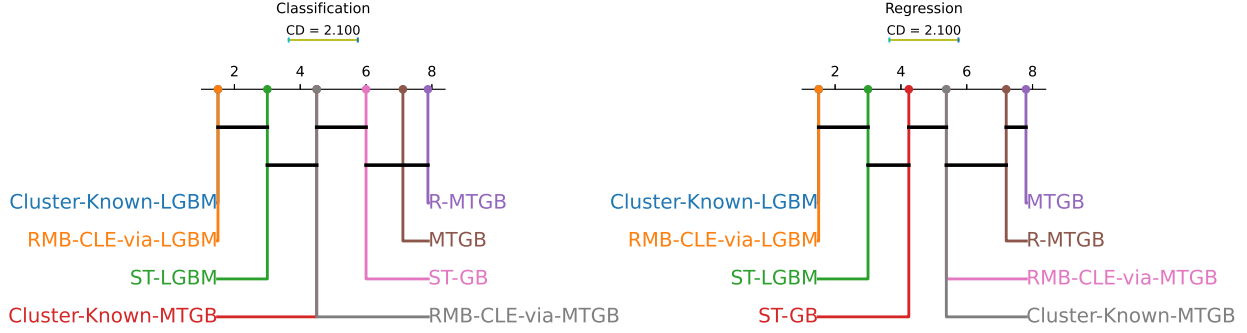 Classification
CD = 2.100
2 4 6 8
Cluster-Known-LGBM
RMB-CLE-via-LGBM
ST-LGBM
Cluster-Known-MTGB
R-MTGB
MTGB
ST-GB
RMB-CLE-via-MTGB
Regression
CD = 2.100
2 4 6 8
Cluster-Known-LGBM
RMB-CLE-via-LGBM
ST-LGBM
ST-GB
MTGB
R-MTGB
RMB-CLE-via-MTGB
Cluster-Known-MTGB